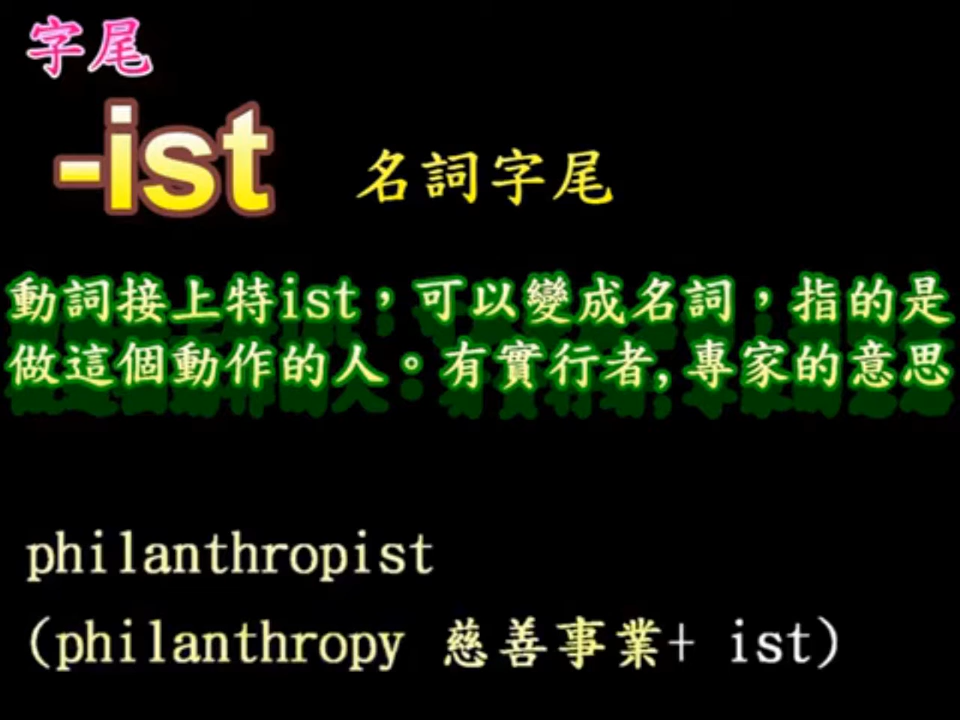 字尾
-ist 名詞字尾
動詞接上特ist，可以變成名詞，指的是
做這個動作的人。有實行者,專家的意思
philanthropist
(philanthropy 慈善事業+ ist)